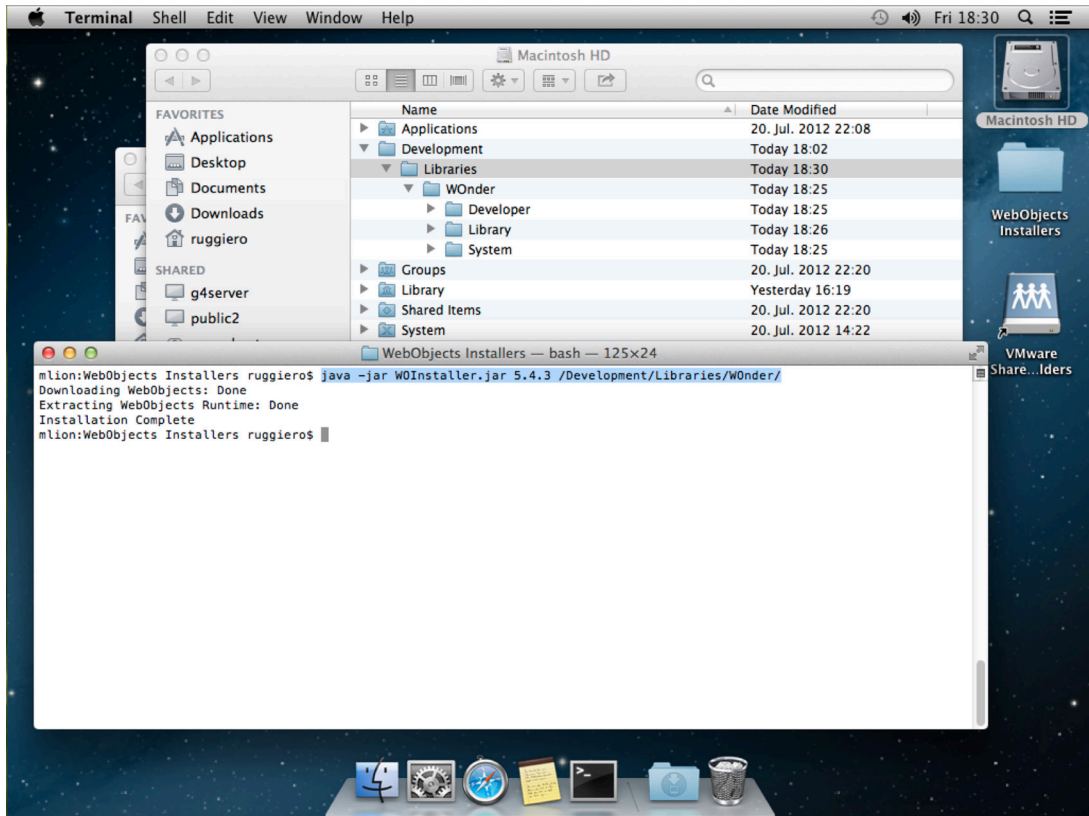 Terminal Shell Edit View Window Help Fri 18:30
Macintosh HD
FAVORITES
Applications
Desktop
Documents
Downloads
ruggiero
SHARED
g4server
public2
Name Date Modified
Applications 20. Jul. 2012 22:08
Development Today 18:02
Libraries Today 18:30
WOnder Today 18:25
Developer Today 18:25
Library Today 18:26
System Today 18:25
Groups 20. Jul. 2012 22:20
Library Yesterday 16:19
Shared Items 20. Jul. 2012 22:20
System 20. Jul. 2012 14:22
FAV
Macintosh HD
WebObjects
Installers
VMware
Share...lders
WebObjects Installers — bash — 125×24
mlion:WebObjects Installers ruggiero$ java -jar WOInstaller.jar 5.4.3 /Development/Libraries/WOnder/
Downloading WebObjects: Done
Extracting WebObjects Runtime: Done
Installation Complete
mlion:WebObjects Installers ruggiero$